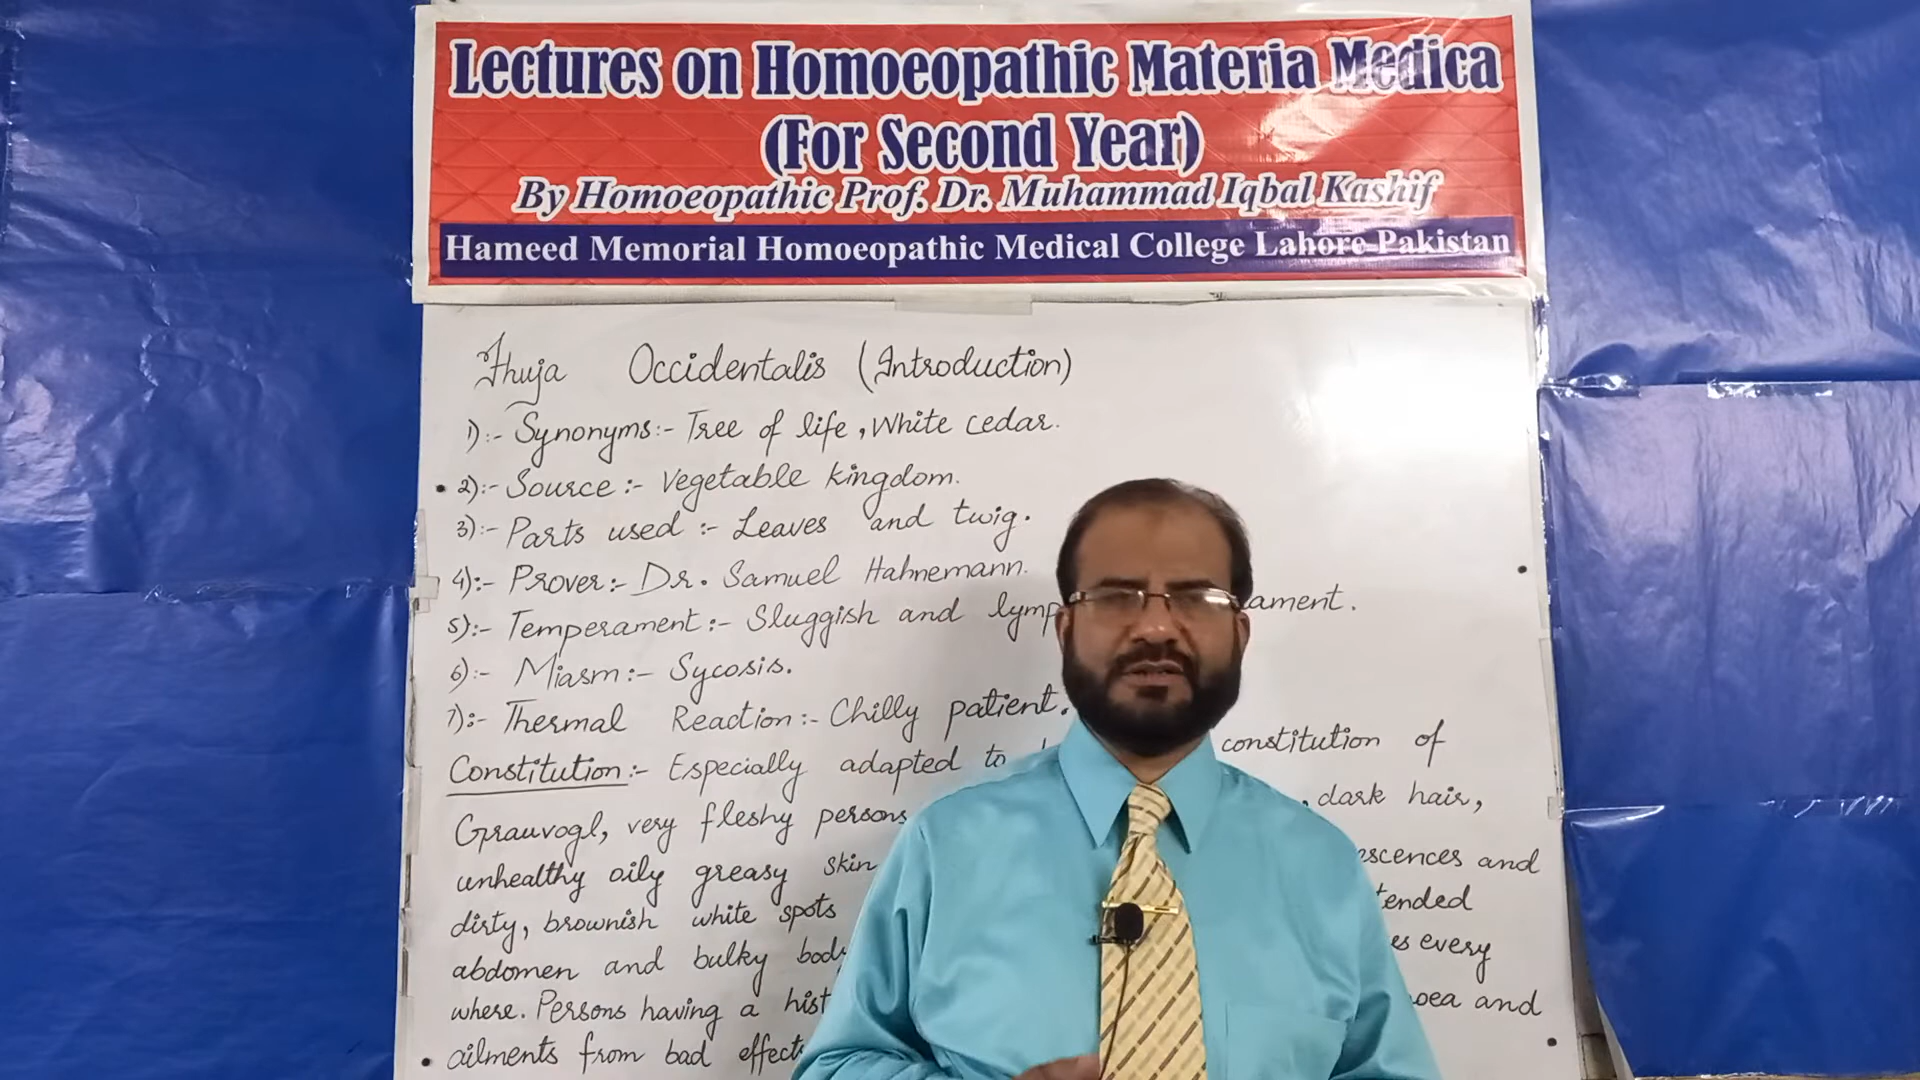 Lectures on Homoeopathic Materia Medica
(For Second Year)
By Homoeopathic Prof. Dr. Muhammad Iqbal Kashif
Hameed Memorial Homoeopathic Medical College Lahore-Pakistan
Thuja Occidentalis (Introduction)
1):- Synonyms:- Tree of life, White cedar.
2):- Source:- Vegetable kingdom.
3):- Parts used:- Leaves and twig.
4):- Prover:- Dr. Samuel Hahnemann.
5):- Temperament:- Sluggish and lymp ament.
6):- Miasm:- Sycosis.
7):- Thermal Reaction:- Chilly patient.
Constitution:- Especially adapted to constitution of
Grauvogl, very fleshy persons, dark hair,
unhealthy oily greasy skin escences and
dirty, brownish white spots tended
abdomen and bulky body es every
where. Persons having a hist oea and
ailments from bad effects